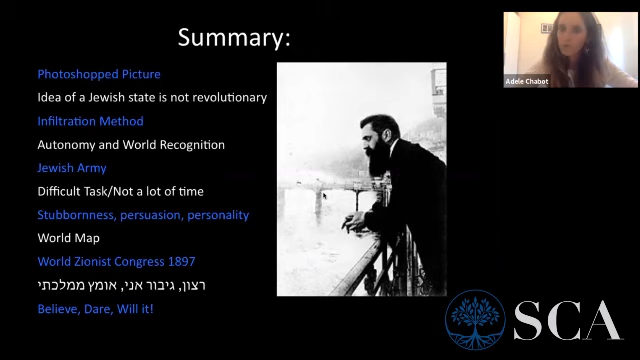 Summary:
Photoshopped Picture
Idea of a Jewish state is not revolutionary
Infiltration Method
Autonomy and World Recognition
Jewish Army
Difficult Task/Not a lot of time
Stubbornness, persuasion, personality
World Map
World Zionist Congress 1897
רצון, גיבור אני, אומץ ממלכתי
Believe, Dare, Will it!
Adele Chabot
SCA